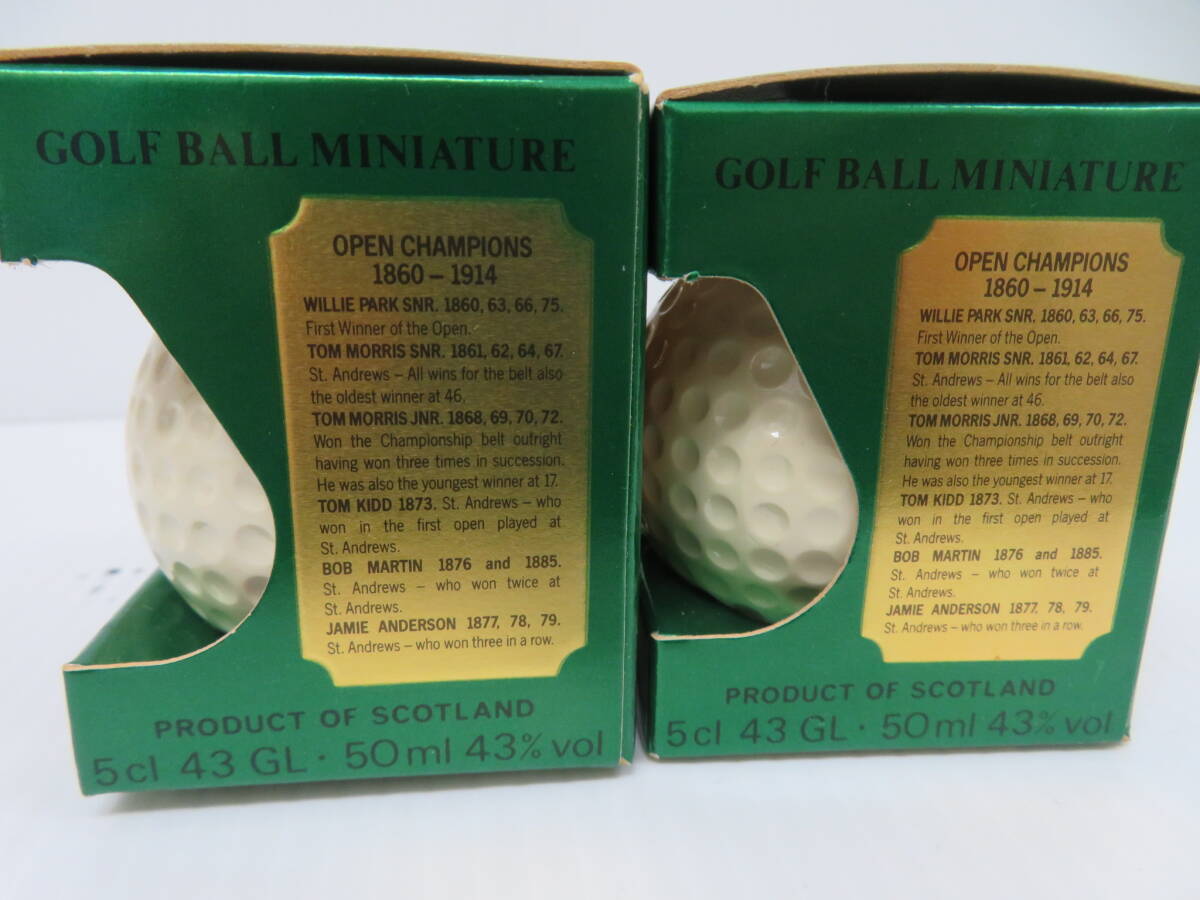 GOLF BALL MINIATURE
OPEN CHAMPIONS
1860 – 1914
WILLIE PARK SNR. 1860, 63, 66, 75.
First Winner of the Open.
TOM MORRIS SNR. 1861, 62, 64, 67.
St. Andrews – All wins for the belt also
the oldest winner at 46.
TOM MORRIS JNR. 1868, 69, 70, 72.
Won the Championship belt outright
having won three times in succession.
He was also the youngest winner at 17.
TOM KIDD 1873. St. Andrews – who
won in the first open played at
St. Andrews.
BOB MARTIN 1876 and 1885.
St. Andrews – who won twice at
St. Andrews.
JAMIE ANDERSON 1877, 78, 79.
St. Andrews – who won three in a row.
PRODUCT OF SCOTLAND
5cl 43 GL · 50ml 43% vol
GOLF BALL MINIATURE
OPEN CHAMPIONS
1860 – 1914
WILLIE PARK SNR. 1860, 63, 66, 75.
First Winner of the Open.
TOM MORRIS SNR. 1861, 62, 64, 67.
St. Andrews – All wins for the belt also
the oldest winner at 46.
TOM MORRIS JNR. 1868, 69, 70, 72.
Won the Championship belt outright
having won three times in succession.
He was also the youngest winner at 17.
TOM KIDD 1873. St. Andrews – who
won in the first open played at
St. Andrews.
BOB MARTIN 1876 and 1885.
St. Andrews – who won twice at
St. Andrews.
JAMIE ANDERSON 1877, 78, 79.
St. Andrews – who won three in a row.
PRODUCT OF SCOTLAND
5cl 43 GL · 50ml 43% vol